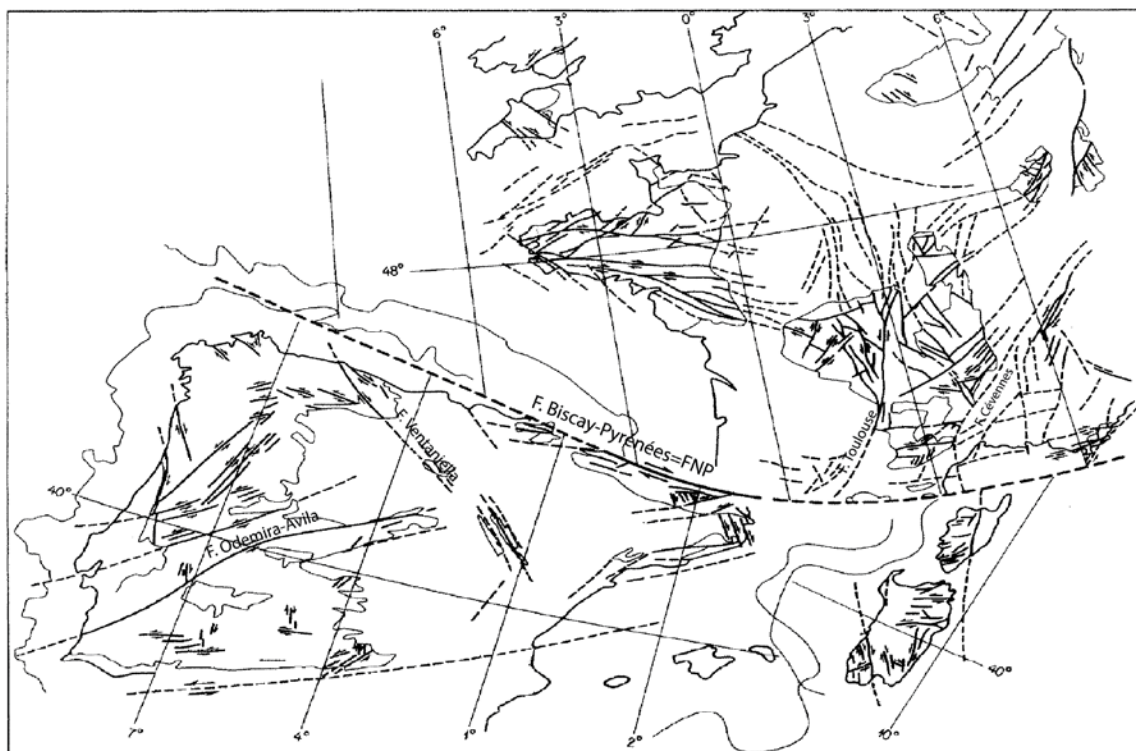 6°
3°
0°
3°
6°
48°
F. Biscay-Pyrénées=FNP
F. Ventaniella
F. Toulouse
F. Cévennes
40°
F. Odemira-Avila
40°
7°
4°
1°
2°
10°